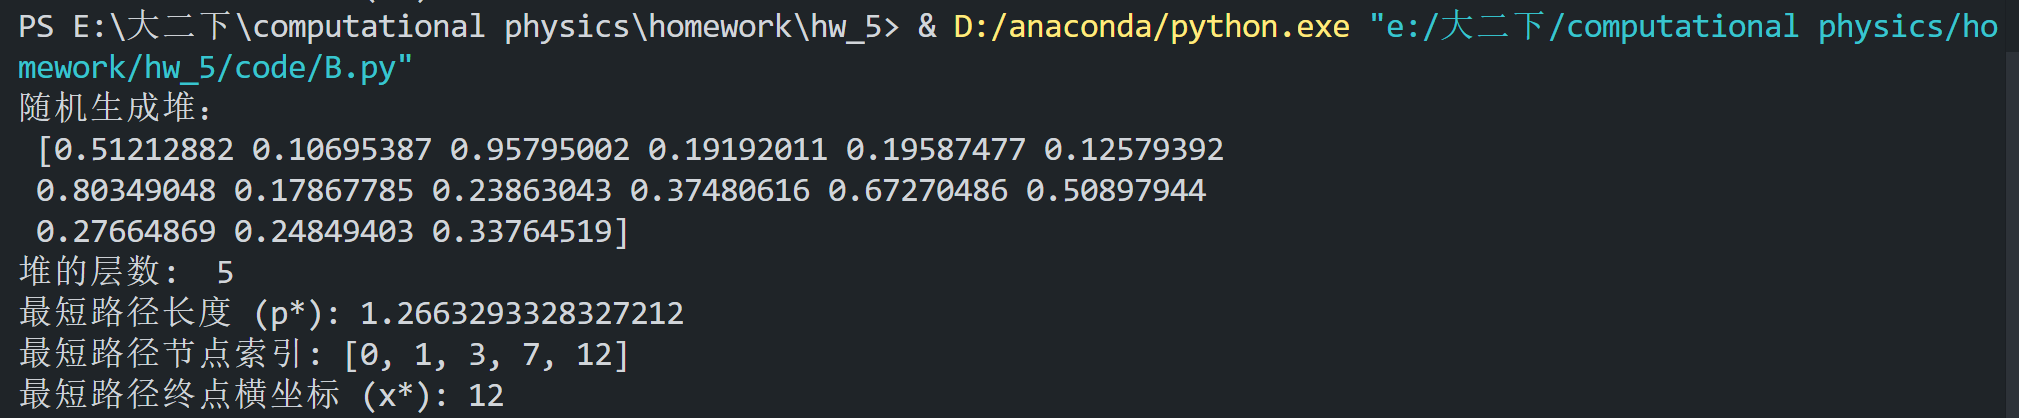 PS E:\大二下\computational physics\homework\hw_5> & D:/anaconda/python.exe "e:/大二下/computational physics/ho
mework/hw_5/code/B.py"
随机生成堆:
[0.51212882 0.10695387 0.95795002 0.19192011 0.19587477 0.12579392
0.80349048 0.17867785 0.23863043 0.37480616 0.67270486 0.50897944
0.27664869 0.24849403 0.33764519]
堆的层数: 5
最短路径长度 (p*): 1.2663293328327212
最短路径节点索引: [0, 1, 3, 7, 12]
最短路径终点横坐标 (x*): 12